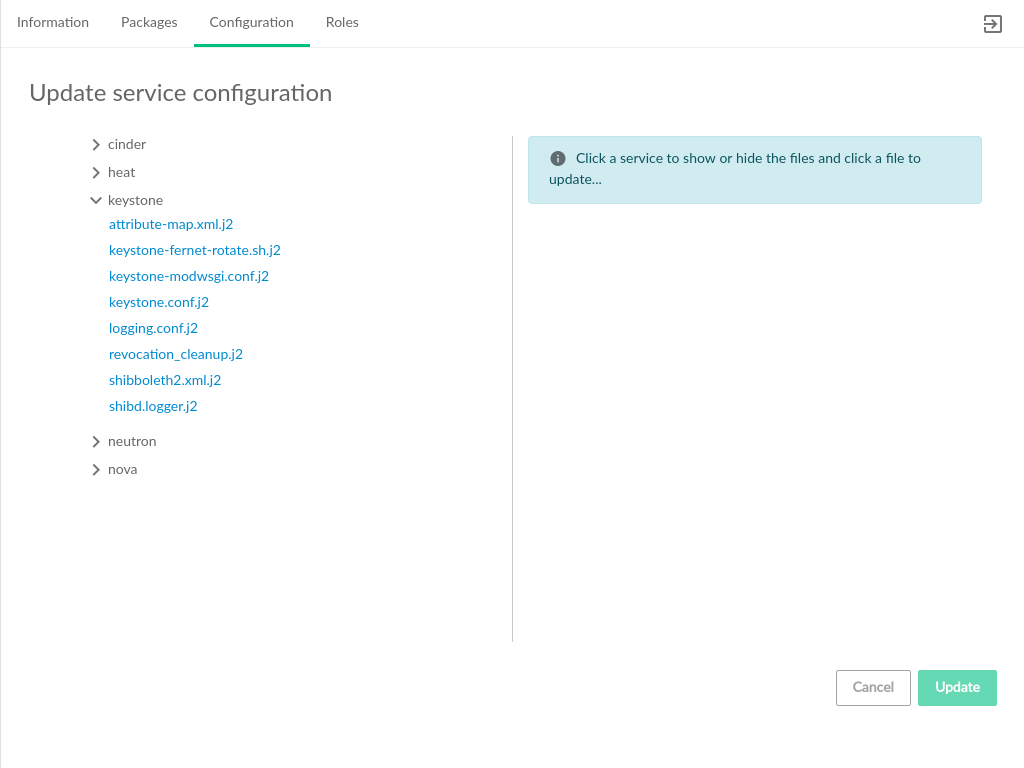 Information Packages Configuration Roles
Update service configuration
cinder
heat
keystone
attribute-map.xml.j2
keystone-fernet-rotate.sh.j2
keystone-modwsgi.conf.j2
keystone.conf.j2
logging.conf.j2
revocation_cleanup.j2
shibboleth2.xml.j2
shibd.logger.j2
neutron
nova
Click a service to show or hide the files and click a file to
update...
Cancel Update